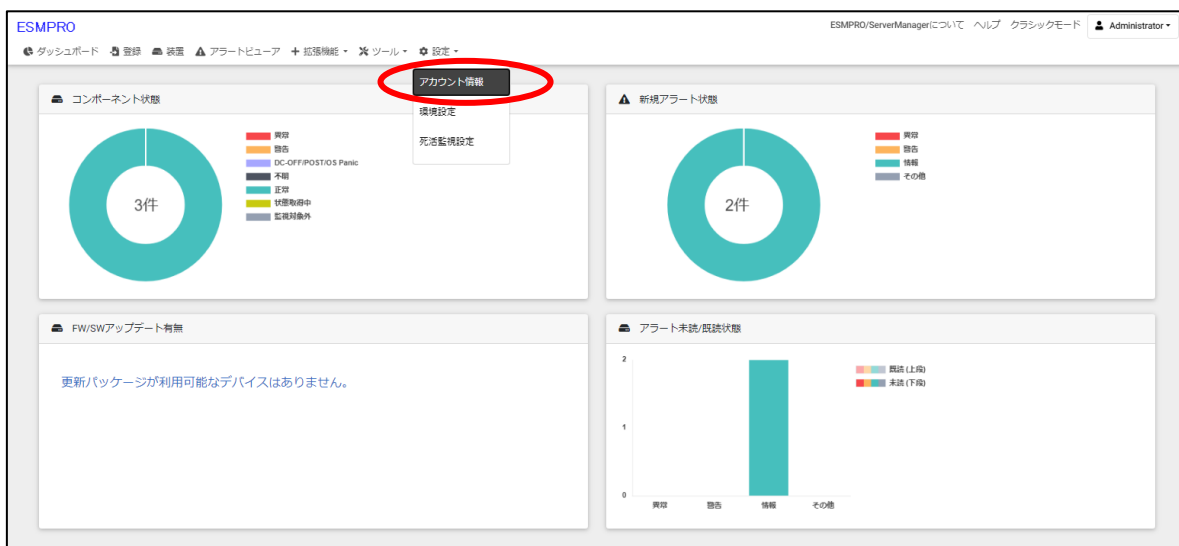 ESMPRO
ESMPRO/ServerManagerについて ヘルプ クラシックモード Administrator
ダッシュボード 登録 装置 アラートビューア 拡張機能 ツール 設定
アカウント情報
環境設定
死活監視設定
コンポーネント状態
異常
警告
DC-OFF/POST/OS Panic
不明
正常
状態取得中
監視対象外
3件
新規アラート状態
異常
警告
情報
その他
2件
FW/SWアップデート有無
更新パッケージが利用可能なデバイスはありません。
アラート未読/既読状態
2
1
0
異常 警告 情報 その他
既読 (上段)
未読 (下段)